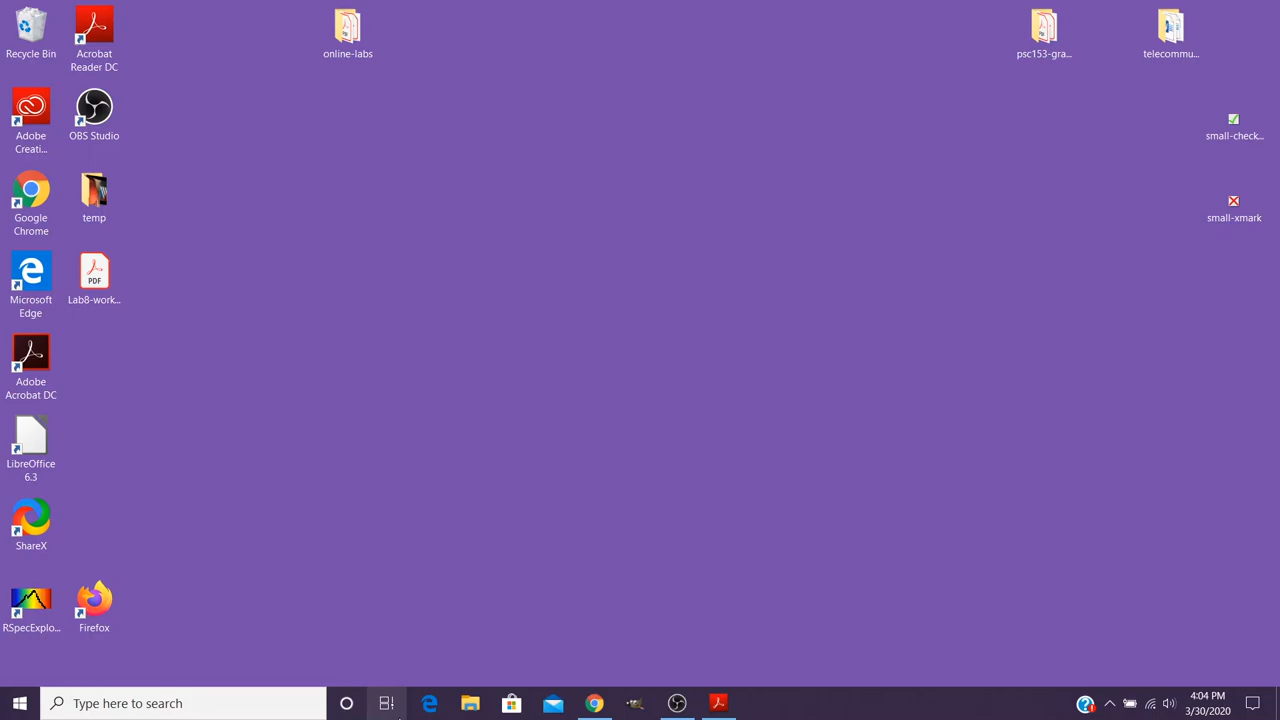 Recycle Bin
Acrobat
Reader DC
online-labs
psc153-gra...
telecommu...
Adobe
Creati...
OBS Studio
small-check...
Google
Chrome
temp
small-xmark
Microsoft
Edge
PDF
Lab8-work...
Adobe
Acrobat DC
LibreOffice
6.3
ShareX
RSpecExplo...
Firefox
Type here to search
4:04 PM
3/30/2020